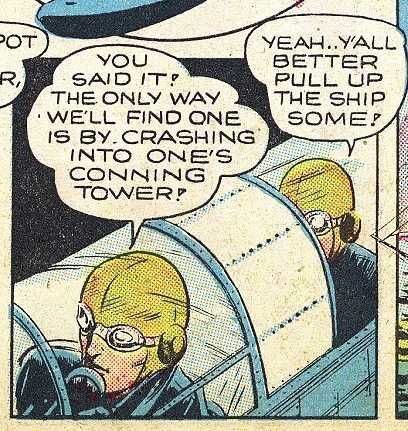 POT
R,
YOU
SAID IT!
THE ONLY WAY
WE'LL FIND ONE
IS BY CRASHING
INTO ONE'S
CONNING
TOWER!
YEAH..Y'ALL
BETTER
PULL UP
THE SHIP
SOME!